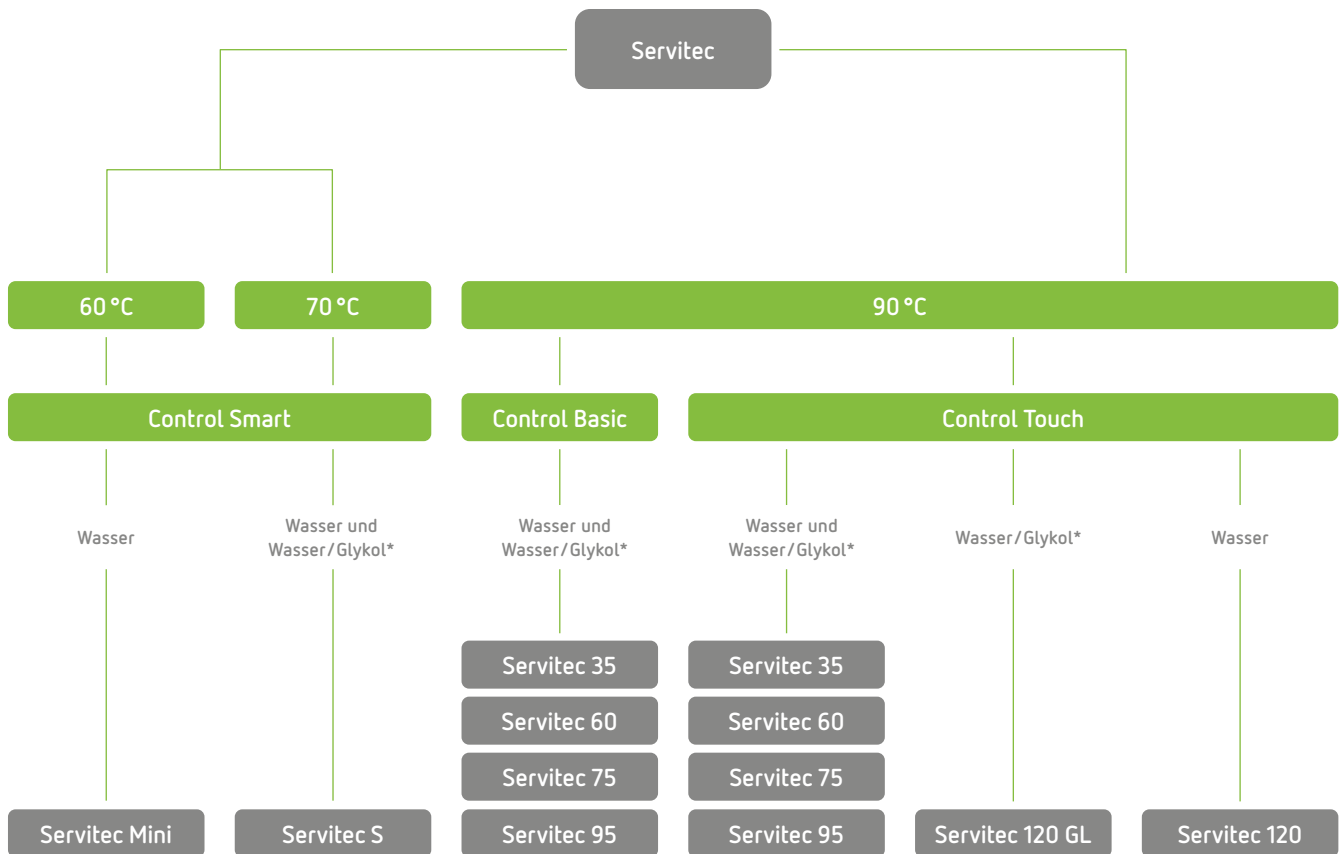 Servitec
60 °C
70 °C
90 °C
Control Smart
Control Basic
Control Touch
Wasser
Wasser und
Wasser/Glykol*
Wasser und
Wasser/Glykol*
Wasser und
Wasser/Glykol*
Wasser/Glykol*
Wasser
Servitec 35
Servitec 35
Servitec 60
Servitec 60
Servitec 75
Servitec 75
Servitec Mini
Servitec S
Servitec 95
Servitec 95
Servitec 120 GL
Servitec 120